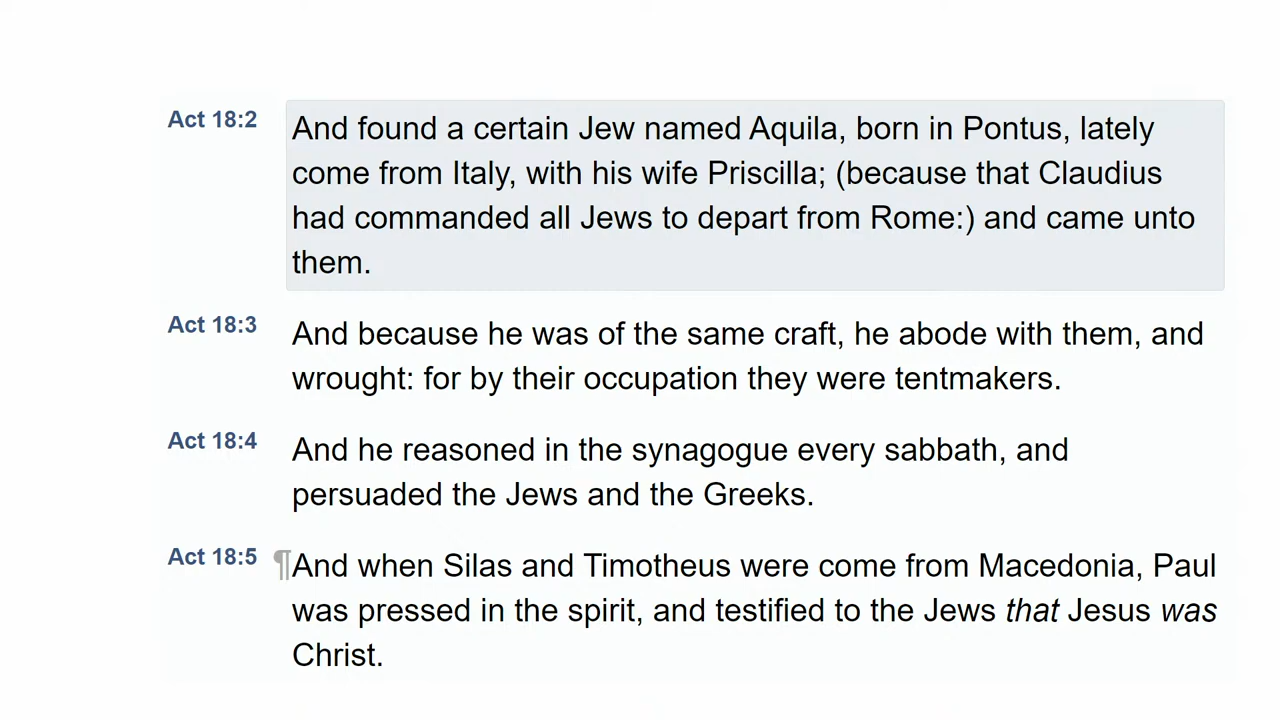 Act 18:2 And found a certain Jew named Aquila, born in Pontus, lately
come from Italy, with his wife Priscilla; (because that Claudius
had commanded all Jews to depart from Rome:) and came unto
them.
Act 18:3 And because he was of the same craft, he abode with them, and
wrought: for by their occupation they were tentmakers.
Act 18:4 And he reasoned in the synagogue every sabbath, and
persuaded the Jews and the Greeks.
Act 18:5 ¶And when Silas and Timotheus were come from Macedonia, Paul
was pressed in the spirit, and testified to the Jews that Jesus was
Christ.